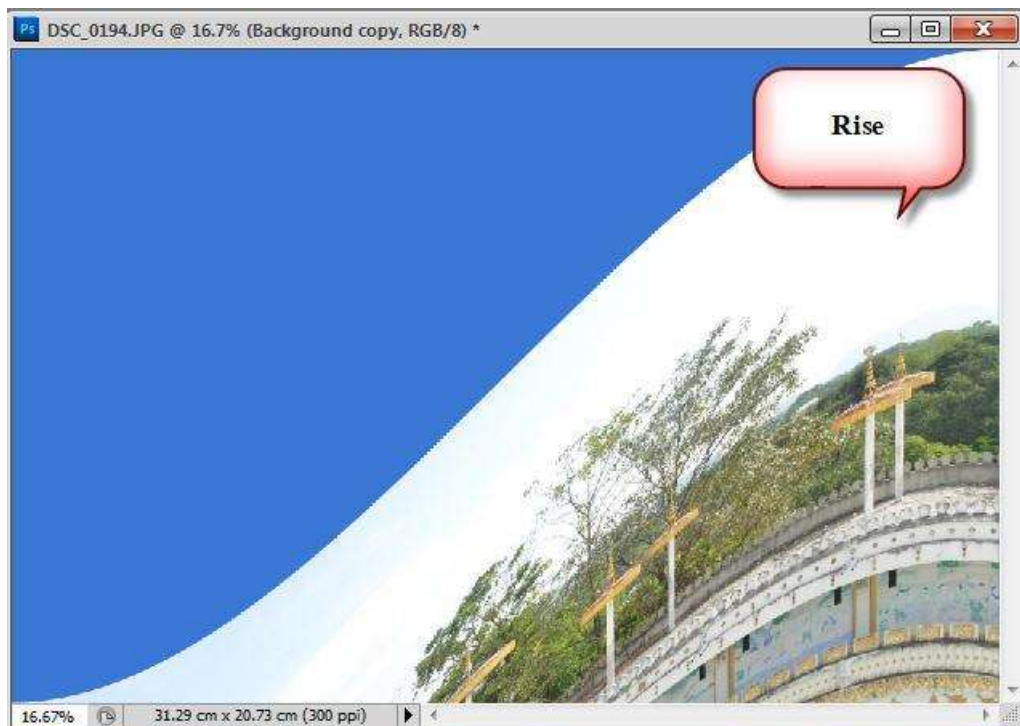 Ps DSC_0194.JPG @ 16.7% (Background copy, RGB/8) *
Rise
16.67% 31.29 cm x 20.73 cm (300 ppi)